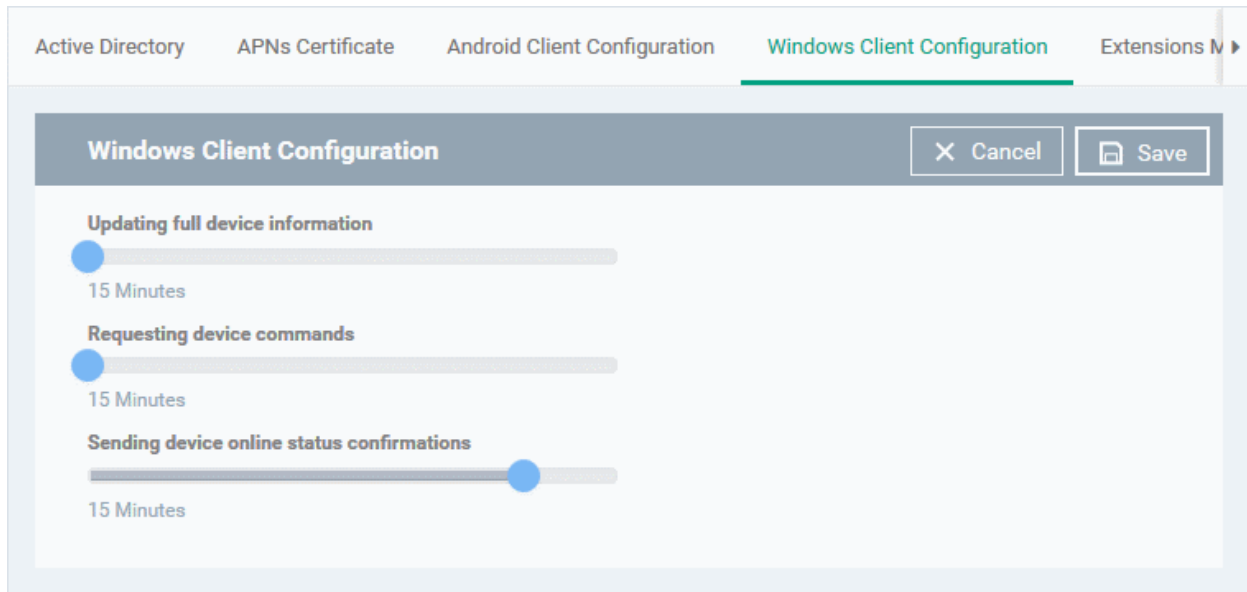 Active Directory APNs Certificate Android Client Configuration Windows Client Configuration Extensions
Windows Client Configuration Cancel Save
Updating full device information
15 Minutes
Requesting device commands
15 Minutes
Sending device online status confirmations
15 Minutes